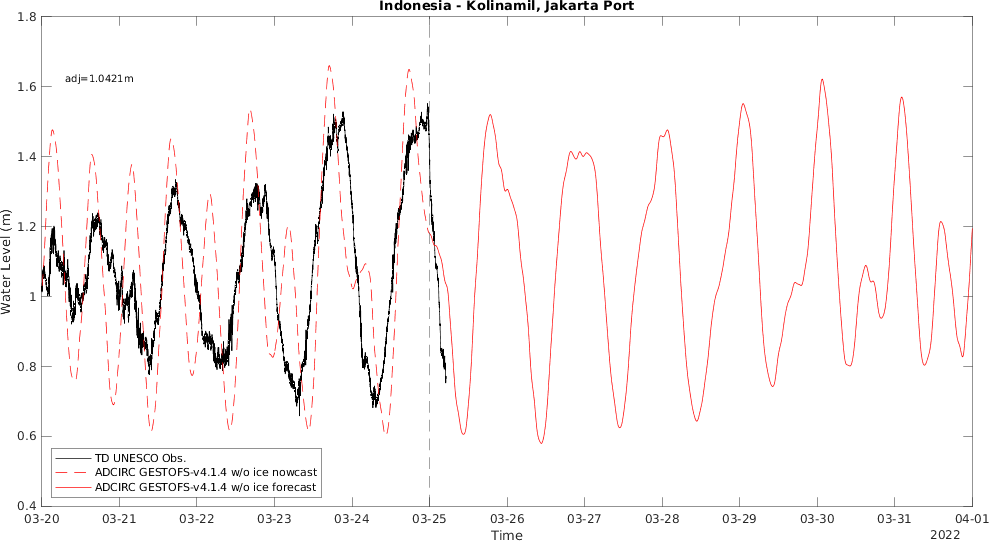 Indonesia - Kolinamil, Jakarta Port
1.8
1.6
1.4
1.2
1
0.8
0.6
0.4
Water Level (m)
adj=1.0421m
TD UNESCO Obs.
ADCIRC GESTOFS-v4.1.4 w/o ice nowcast
ADCIRC GESTOFS-v4.1.4 w/o ice forecast
03-20 03-21 03-22 03-23 03-24 03-25 03-26 03-27 03-28 03-29 03-30 03-31 04-01
Time
2022